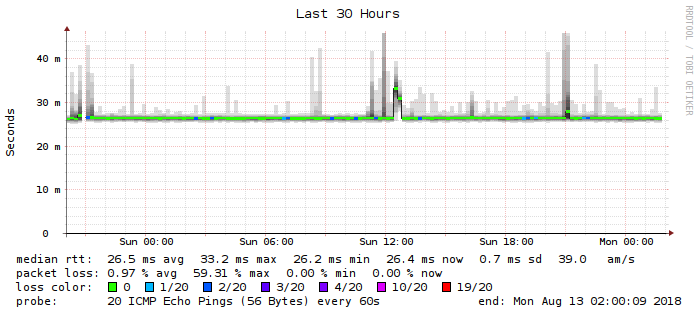 Last 30 Hours
RRDTOOL / TOBI OETIKER
Seconds
40 m
30 m
20 m
10 m
0
Sun 00:00 Sun 06:00 Sun 12:00 Sun 18:00 Mon 00:00
median rtt: 26.5 ms avg 33.2 ms max 26.2 ms min 26.4 ms now 0.7 ms sd 39.0 am/s
packet loss: 0.97 % avg 59.31 % max 0.00 % min 0.00 % now
loss color: 0 1/20 2/20 3/20 4/20 10/20 19/20
probe: 20 ICMP Echo Pings (56 Bytes) every 60s end: Mon Aug 13 02:00:09 2018